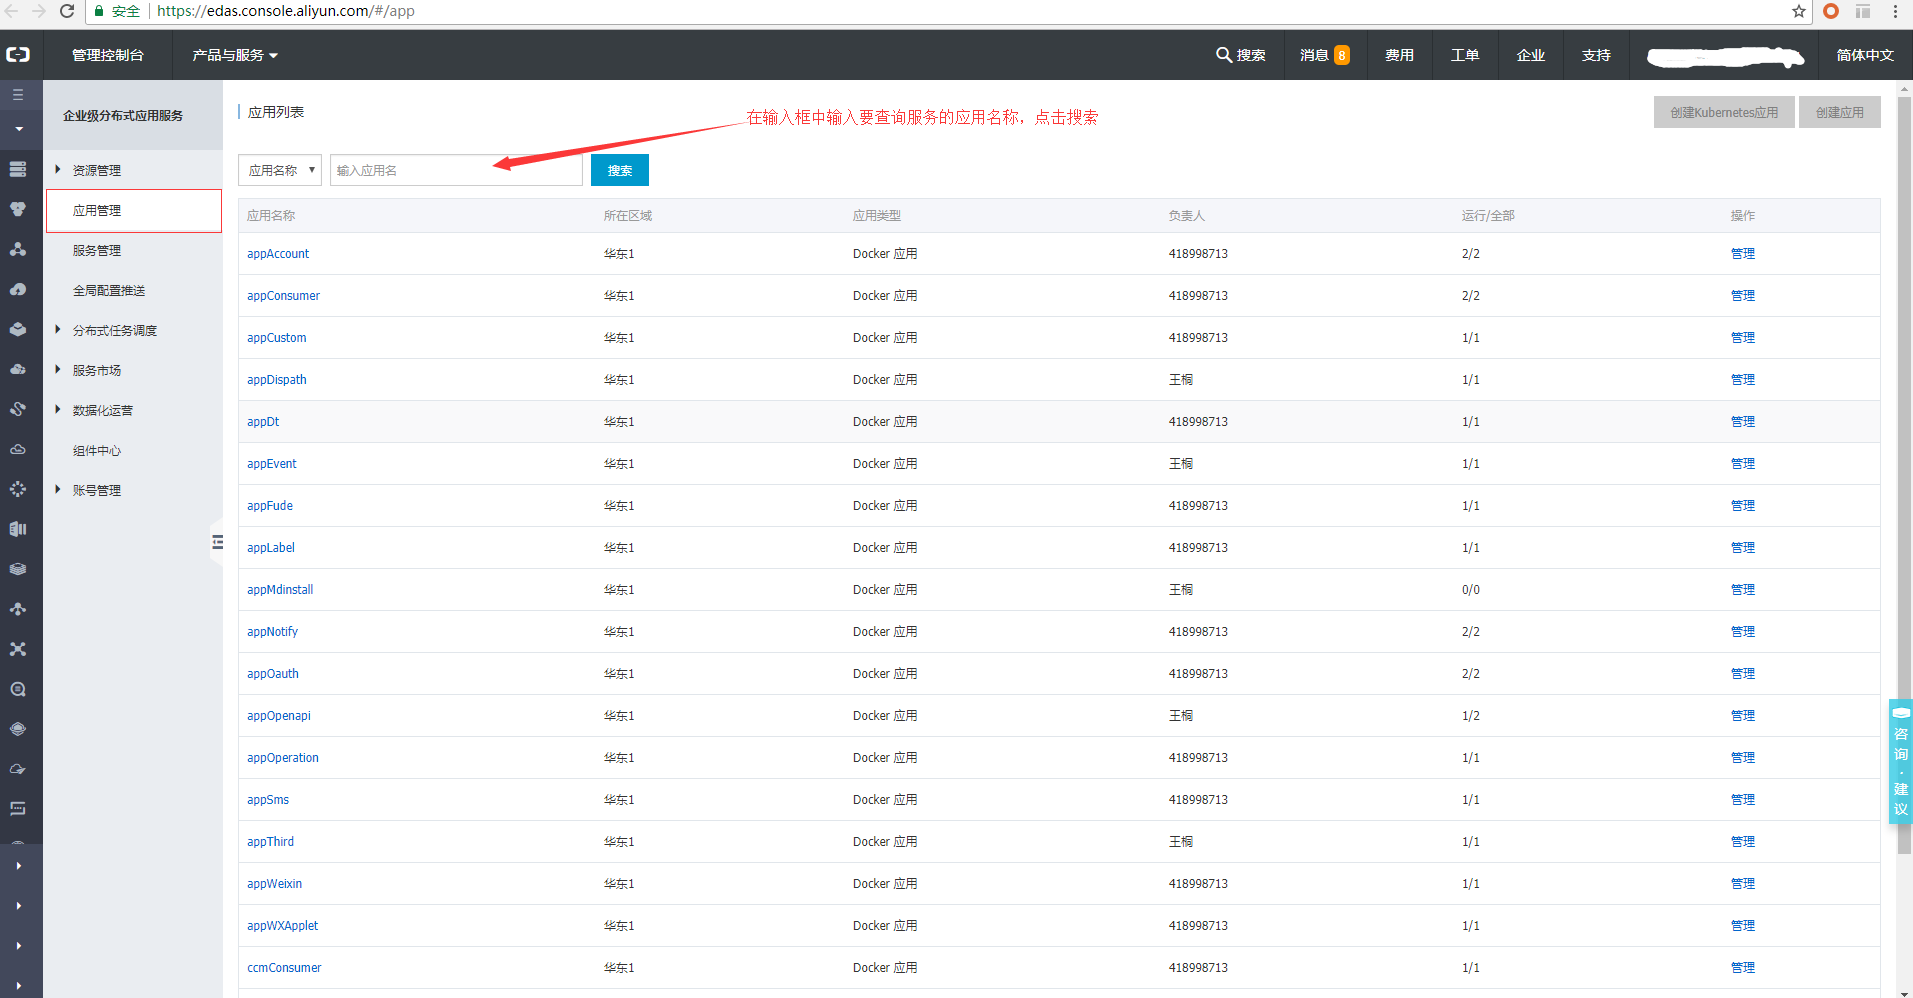 安全 https://edas.console.aliyun.com/#/app
管理控制台 产品与服务 搜索 消息 8 费用 工单 企业 支持 简体中文
企业级分布式应用服务
资源管理
应用管理
服务管理
全局配置推送
分布式任务调度
服务市场
数据化运营
组件中心
账号管理
应用列表
在输入框中输入要查询服务的应用名称，点击搜索
创建Kubernetes应用 创建应用
应用名称 输入应用名 搜索
应用名称 所在区域 应用类型 负责人 运行/全部 操作
appAccount 华东1 Docker 应用 418998713 2/2 管理
appConsumer 华东1 Docker 应用 418998713 2/2 管理
appCustom 华东1 Docker 应用 418998713 1/1 管理
appDispath 华东1 Docker 应用 王桐 1/1 管理
appDt 华东1 Docker 应用 418998713 1/1 管理
appEvent 华东1 Docker 应用 王桐 1/1 管理
appFude 华东1 Docker 应用 418998713 1/1 管理
appLabel 华东1 Docker 应用 418998713 1/1 管理
appMdinstall 华东1 Docker 应用 王桐 0/0 管理
appNotify 华东1 Docker 应用 418998713 2/2 管理
appOauth 华东1 Docker 应用 418998713 2/2 管理
appOpenapi 华东1 Docker 应用 王桐 1/2 管理
appOperation 华东1 Docker 应用 418998713 1/1 管理
appSms 华东1 Docker 应用 418998713 1/1 管理
appThird 华东1 Docker 应用 王桐 1/1 管理
appWeixin 华东1 Docker 应用 418998713 1/1 管理
appWXApplet 华东1 Docker 应用 418998713 1/1 管理
ccmConsumer 华东1 Docker 应用 418998713 1/1 管理
咨询·建议